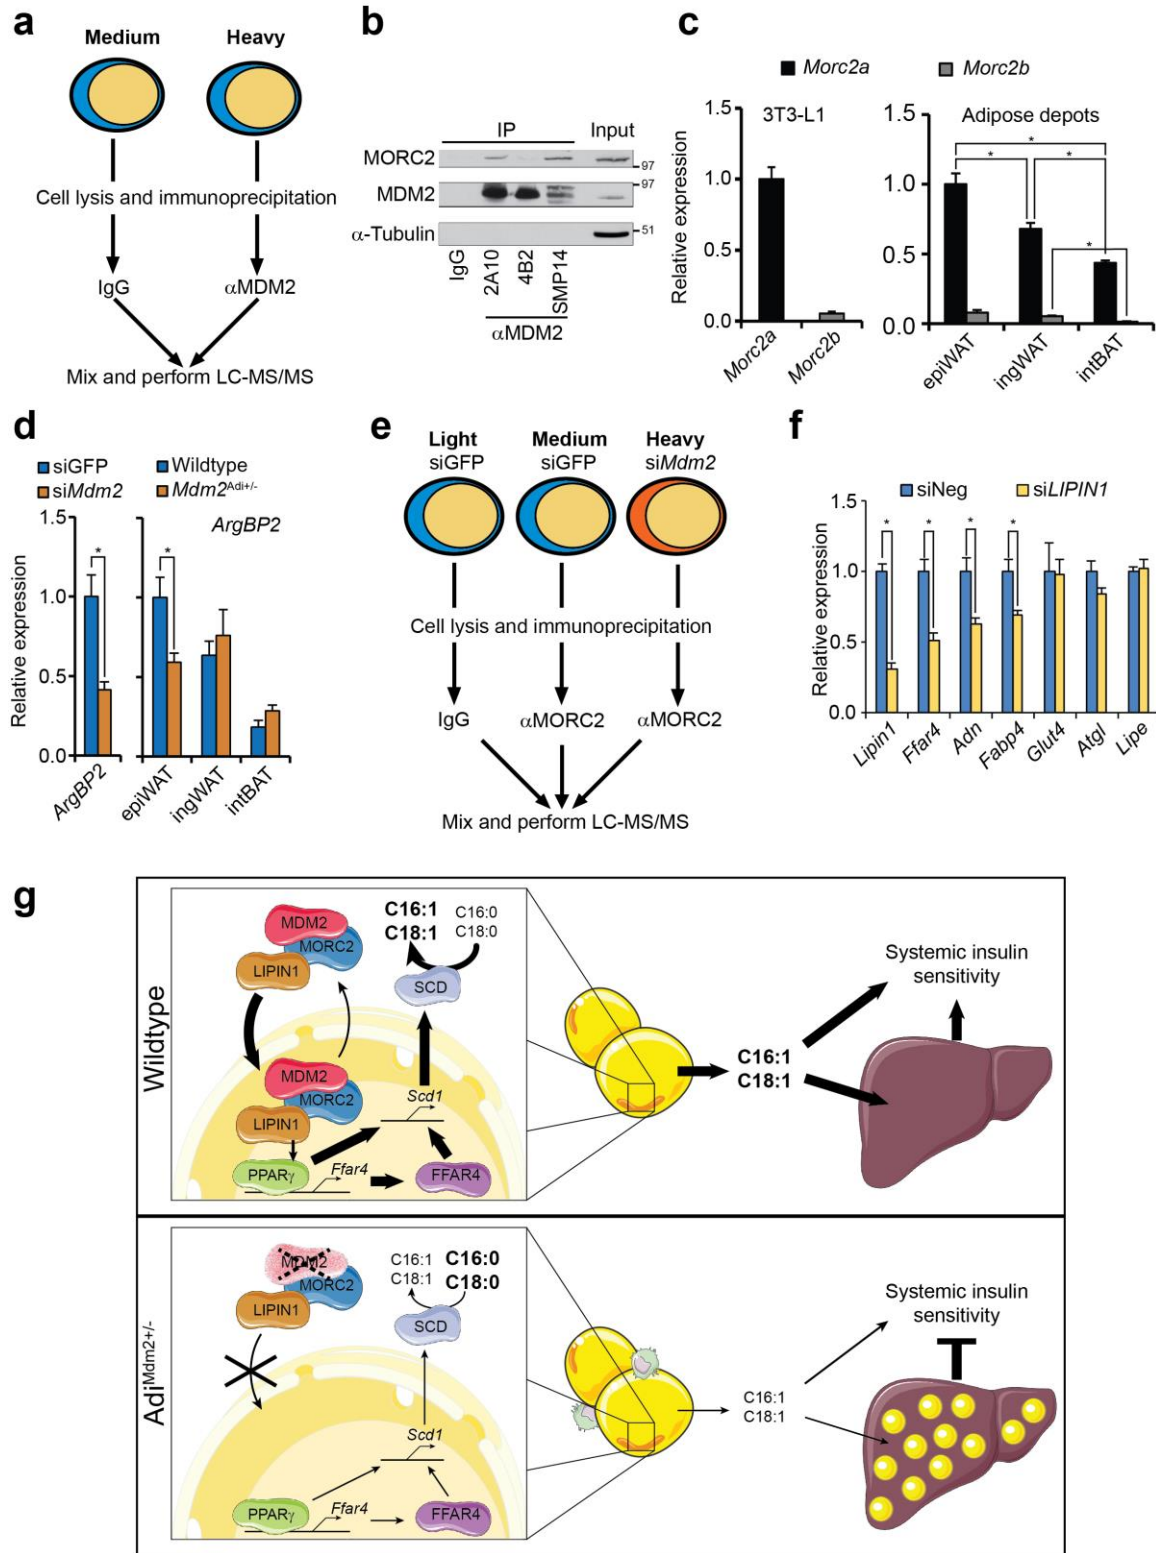 a
Medium
Heavy
Cell lysis and immunoprecipitation
IgG
αMDM2
Mix and perform LC-MS/MS
b
IP
Input
MORC2
97
MDM2
97
α-Tubulin
51
IgG
2A10
4B2
SMP14
αMDM2
c
Morc2a
Morc2b
3T3-L1
Relative expression
1.5
1.0
0.5
0.0
Morc2a
Morc2b
Adipose depots
1.0
0.5
0.0
*
*
*
*
epiWAT
ingWAT
intBAT
d
siGFP
siMdm2
Wildtype
Mdm2Adi+/-
ArgBP2
Relative expression
1.5
1.0
0.5
0.0
*
*
ArgBP2
epiWAT
ingWAT
intBAT
e
Light
siGFP
Medium
siGFP
Heavy
siMdm2
Cell lysis and immunoprecipitation
IgG
αMORC2
αMORC2
Mix and perform LC-MS/MS
f
siNeg
siLIPIN1
Relative expression
1.5
1.0
0.5
0.0
*
*
*
*
Lipin1
Ffar4
Adn
Fabp4
Glut4
Atgl
Lipe
g
Wildtype
MDM2
MORC2
LIPIN1
C16:1
C18:1
C16:0
C18:0
SCD
MDM2
MORC2
LIPIN1
Scd1
PPARγ
Ffar4
FFAR4
C16:1
C18:1
Systemic insulin
sensitivity
AdiMdm2+/-
MDM2
MORC2
LIPIN1
C16:1
C18:1
C16:0
C18:0
SCD
Scd1
PPARγ
Ffar4
FFAR4
C16:1
C18:1
Systemic insulin
sensitivity